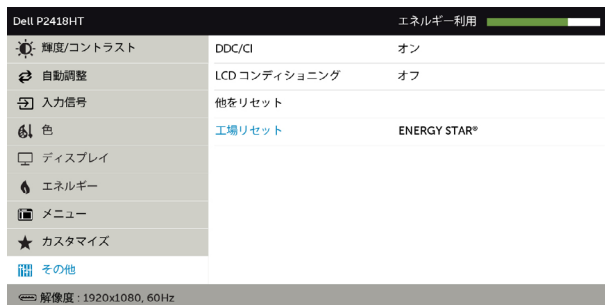 Dell P2418HT エネルギー利用
輝度/コントラスト DDC/CI オン
自動調整 LCD コンディショニング オフ
入力信号 他をリセット
色 工場リセット ENERGY STAR®
ディスプレイ
エネルギー
メニュー
カスタマイズ
その他
解像度 : 1920x1080, 60Hz